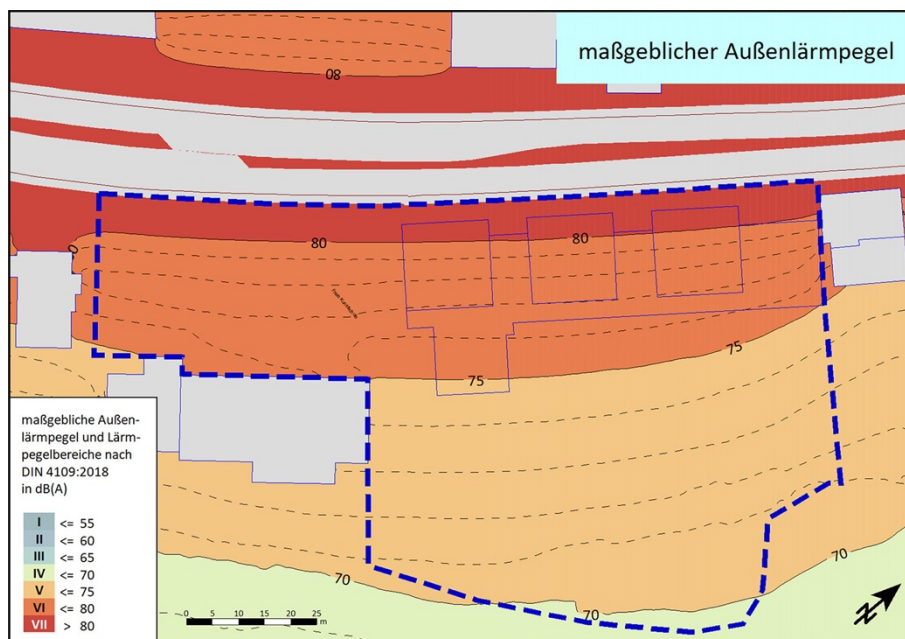 maßgeblicher Außenlärmpegel
80
80
80
75
75
70
70
70
maßgebliche Außen-
lärmpegel und Lärm-
pegelbereiche nach
DIN 4109:2018
in dB(A)
I <= 55
II <= 60
III <= 65
IV <= 70
V <= 75
VI <= 80
VII > 80
0 5 10 15 20 25
m
N